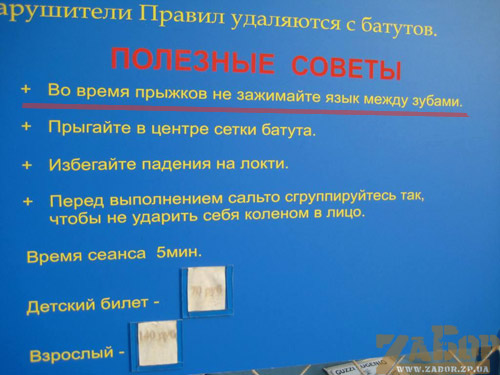 арушители Правил удаляются с батутов.
ПОЛЕЗНЫЕ СОВЕТЫ
+ Во время прыжков не зажимайте язык между зубами.
+ Прыгайте в центре сетки батута.
+ Избегайте падения на локти.
+ Перед выполнением сальто сгруппируйтесь так,
чтобы не ударить себя коленом в лицо.
Время сеанса 5мин.
Детский билет -
Взрослый -
ZАБОР
WWW.ZABOR.ZP.UA